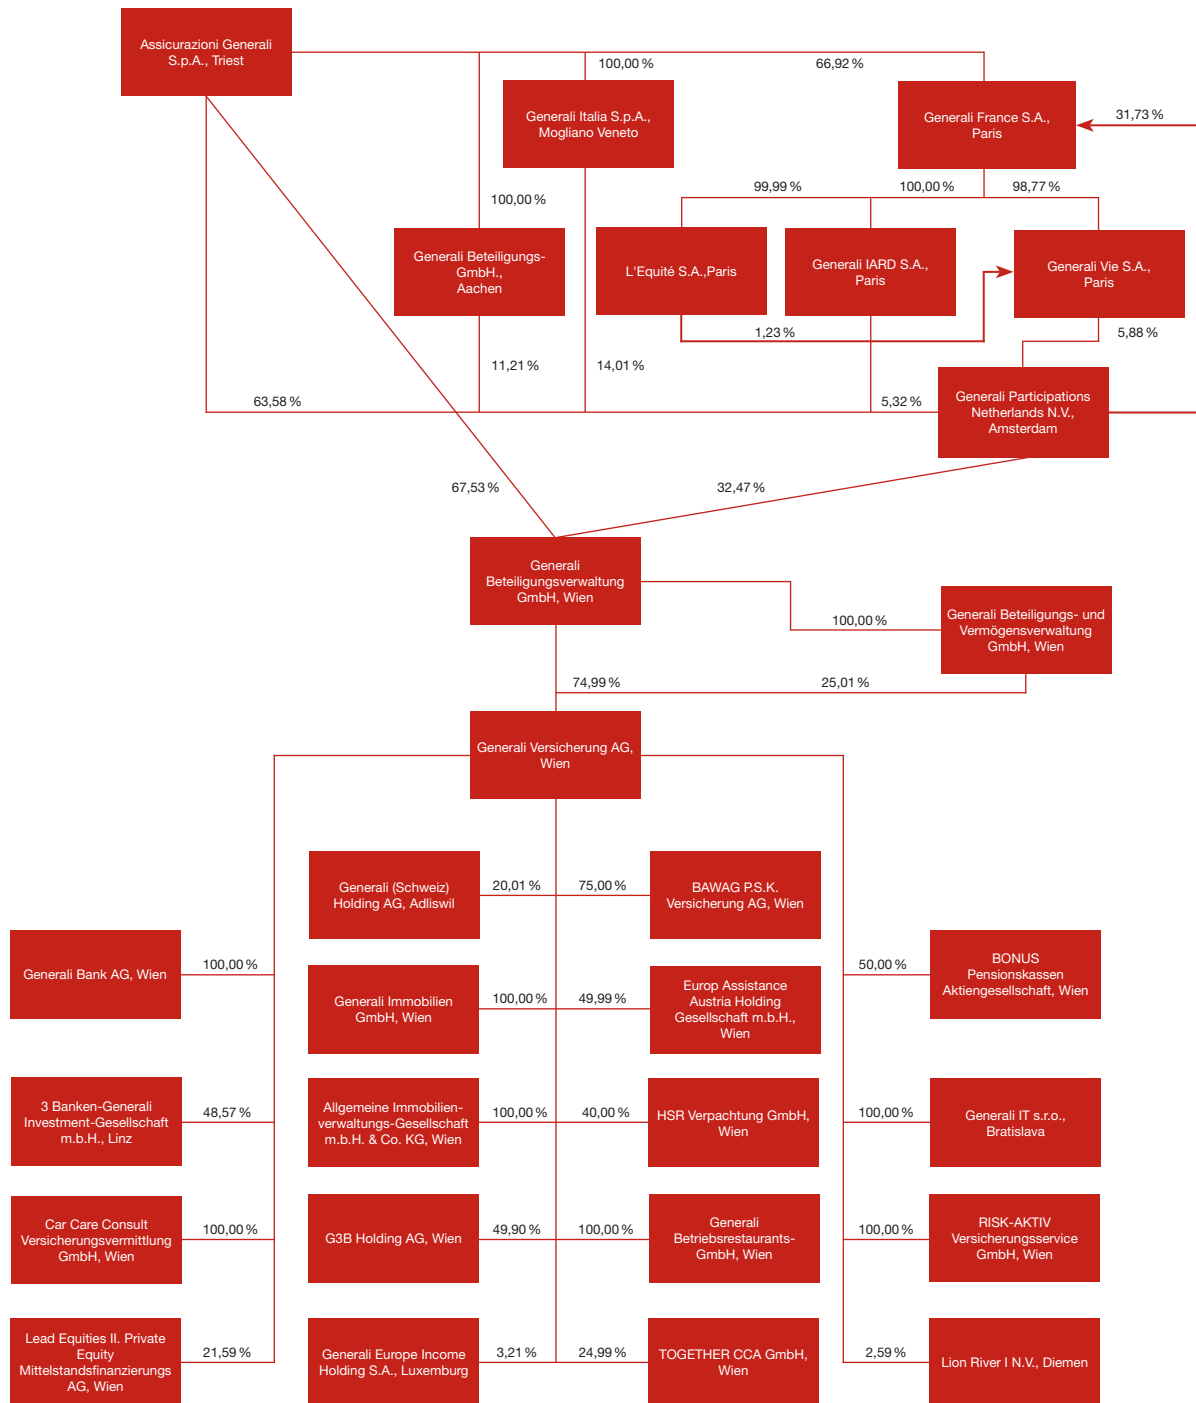 Assicurazioni Generali
S.p.A., Triest
100,00 %
66,92 %
Generali Italia S.p.A.,
Mogliano Veneto
Generali France S.A.,
Paris
31,73 %
100,00 %
99,99 %
100,00 %
98,77 %
Generali Beteiligungs-
GmbH.,
Aachen
L'Equité S.A.,Paris
Generali IARD S.A.,
Paris
Generali Vie S.A.,
Paris
1,23 %
5,88 %
11,21 %
14,01 %
63,58 %
5,32 %
Generali Participations
Netherlands N.V.,
Amsterdam
67,53 %
32,47 %
Generali
Beteiligungsverwaltung
GmbH, Wien
100,00 %
Generali Beteiligungs- und
Vermögensverwaltung
GmbH, Wien
74,99 %
25,01 %
Generali Versicherung AG,
Wien
Generali (Schweiz)
Holding AG, Adliswil
20,01 %
75,00 %
BAWAG P.S.K.
Versicherung AG, Wien
Generali Bank AG, Wien
100,00 %
50,00 %
BONUS
Pensionskassen
Aktiengesellschaft, Wien
Generali Immobilien
GmbH, Wien
100,00 %
49,99 %
Europ Assistance
Austria Holding
Gesellschaft m.b.H.,
Wien
3 Banken-Generali
Investment-Gesellschaft
m.b.H., Linz
48,57 %
Allgemeine Immobilien-
verwaltungs-Gesellschaft
m.b.H. & Co. KG, Wien
100,00 %
40,00 %
HSR Verpachtung GmbH,
Wien
100,00 %
Generali IT s.r.o.,
Bratislava
Car Care Consult
Versicherungsvermittlung
GmbH, Wien
100,00 %
G3B Holding AG, Wien
49,90 %
100,00 %
Generali
Betriebsrestaurants-
GmbH, Wien
100,00 %
RISK-AKTIV
Versicherungsservice
GmbH, Wien
Lead Equities II. Private
Equity
Mittelstandsfinanzierungs
AG, Wien
21,59 %
Generali Europe Income
Holding S.A., Luxemburg
3,21 %
24,99 %
TOGETHER CCA GmbH,
Wien
2,59 %
Lion River I N.V., Diemen